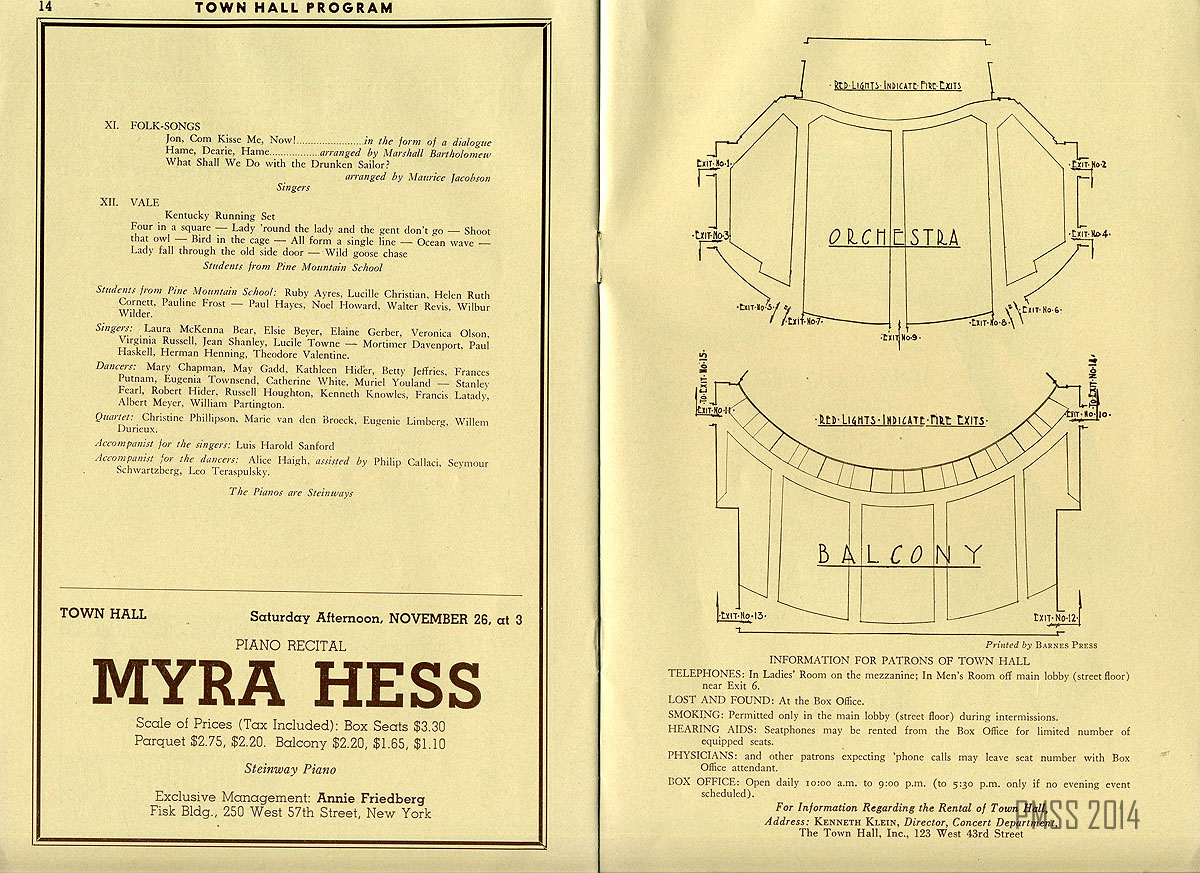 14
TOWN HALL PROGRAM
XI. FOLK-SONGS
Jon, Com Kisse Me, Now!......................in the form of a dialogue
Hame, Dearie, Hame................arranged by Marshall Bartholomew
What Shall We Do with the Drunken Sailor?
arranged by Maurice Jacobson
Singers
XII. VALE
Kentucky Running Set
Four in a square — Lady 'round the lady and the gent don't go — Shoot
that owl — Bird in the cage — All form a single line — Ocean wave —
Lady fall through the old side door — Wild goose chase
Students from Pine Mountain School
Students from Pine Mountain School: Ruby Ayres, Lucille Christian, Helen Ruth
Cornett, Pauline Frost — Paul Hayes, Noel Howard, Walter Revis, Wilbur
Wilder.
Singers: Laura McKenna Bear, Elsie Beyer, Elaine Gerber, Veronica Olson,
Virginia Russell, Jean Shanley, Lucile Towne — Mortimer Davenport, Paul
Haskell, Herman Henning, Theodore Valentine.
Dancers: Mary Chapman, May Gadd, Kathleen Hider, Betty Jeffries, Frances
Putnam, Eugenia Townsend, Catherine White, Muriel Youland — Stanley
Fearl, Robert Hider, Russell Houghton, Kenneth Knowles, Francis Latady,
Albert Meyer, William Partington.
Quartet: Christine Phillipson, Marie van den Broeck, Eugenie Limberg, Willem
Durieux.
Accompanist for the singers: Luis Harold Sanford
Accompanist for the dancers: Alice Haigh, assisted by Philip Callaci, Seymour
Schwartzberg, Leo Teraspulsky.
The Pianos are Steinways
TOWN HALL
Saturday Afternoon, NOVEMBER 26, at 3
PIANO RECITAL
MYRA HESS
Scale of Prices (Tax Included): Box Seats $3.30
Parquet $2.75, $2.20. Balcony $2.20, $1.65, $1.10
Steinway Piano
Exclusive Management: Annie Friedberg
Fisk Bldg., 250 West 57th Street, New York
·RED·LIGHTS·INDICATE·FIRE·EXITS
EXIT·NO·1·
·EXIT·NO·2
EXIT·NO·3
·EXIT·NO·4·
ORCHESTRA
·EXIT·NO·5·
·EXIT·NO·6·
·EXIT·NO·7·
·EXIT·NO·8·
·EXIT·NO·9·
·TO·EXIT·NO·15·
·TO·EXIT·NO·14·
EXIT·NO·11·
EXIT·NO·10·
·RED·LIGHTS·INDICATE·FIRE·EXITS·
BALCONY
·EXIT·NO·13·
EXIT·NO·12·
Printed by BARNES PRESS
INFORMATION FOR PATRONS OF TOWN HALL
TELEPHONES: In Ladies' Room on the mezzanine; In Men's Room off main lobby (street floor)
near Exit 6.
LOST AND FOUND: At the Box Office.
SMOKING: Permitted only in the main lobby (street floor) during intermissions.
HEARING AIDS: Seatphones may be rented from the Box Office for limited number of
equipped seats.
PHYSICIANS: and other patrons expecting 'phone calls may leave seat number with Box
Office attendant.
BOX OFFICE: Open daily 10:00 a.m. to 9:00 p.m. (to 5:30 p.m. only if no evening event
scheduled).
For Information Regarding the Rental of Town Hall,
Address: KENNETH KLEIN, Director, Concert Department,
The Town Hall, Inc., 123 West 43rd Street
PMSS 2014